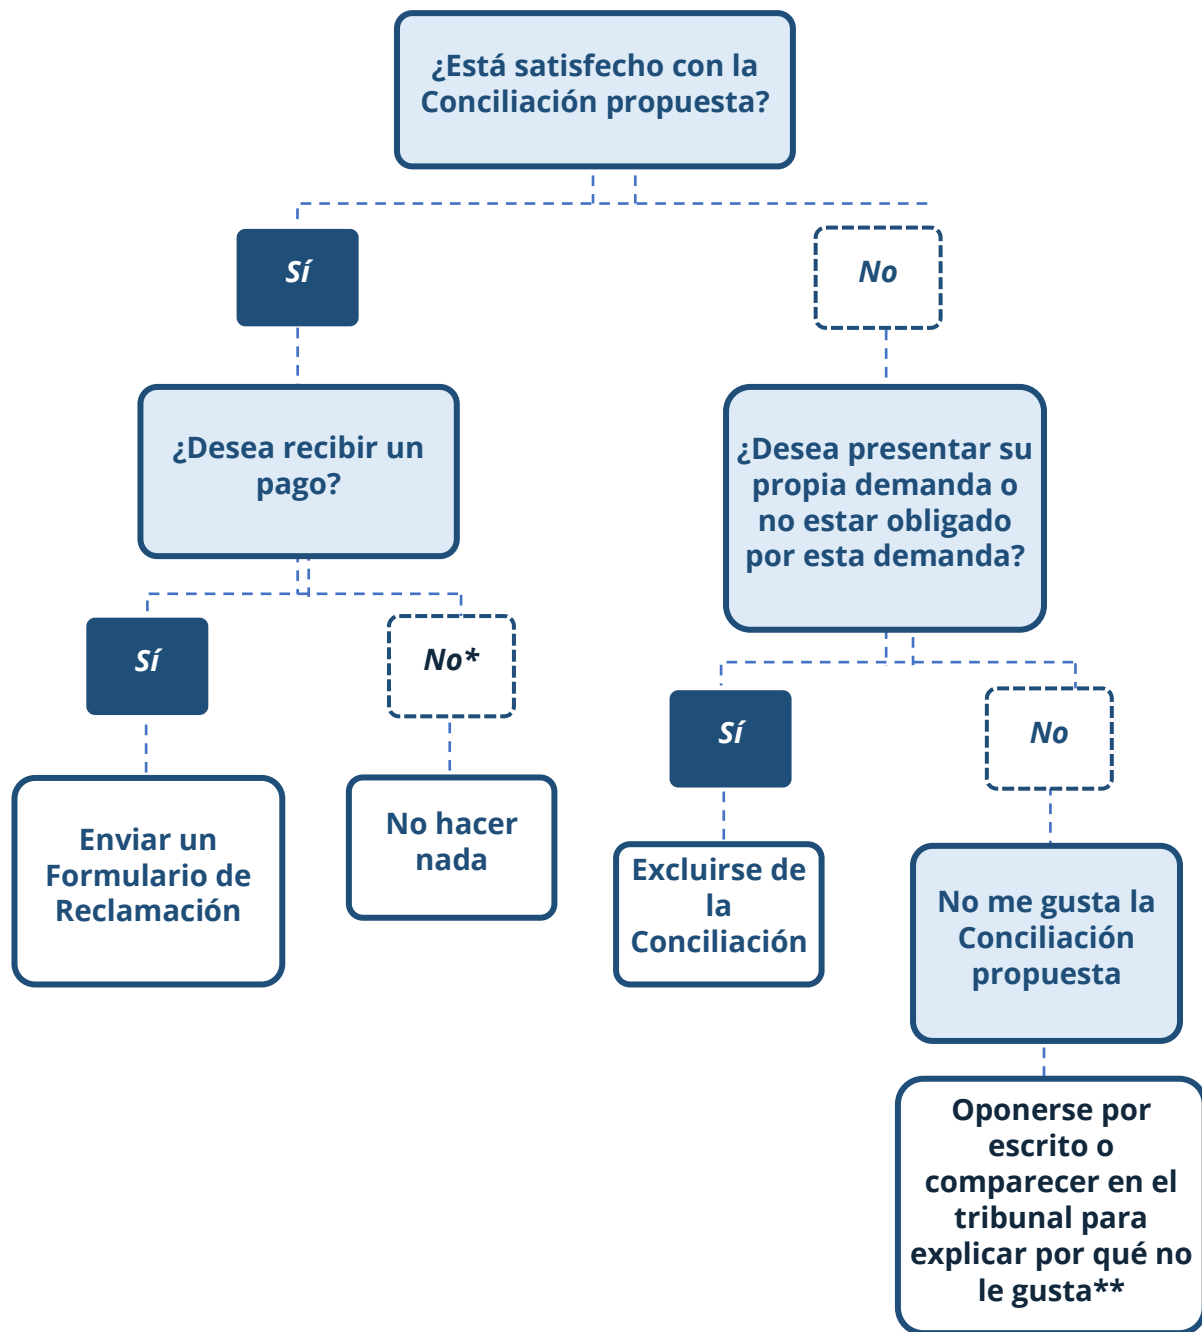 ¿Está satisfecho con la
Conciliación propuesta?
Sí
No
¿Desea recibir un
pago?
¿Desea presentar su
propia demanda o
no estar obligado
por esta demanda?
Sí
No*
Sí
No
Enviar un
Formulario de
Reclamación
No hacer
nada
Excluirse de
la
Conciliación
No me gusta la
Conciliación
propuesta
Oponerse por
escrito o
comparecer en el
tribunal para
explicar por qué no
le gusta**